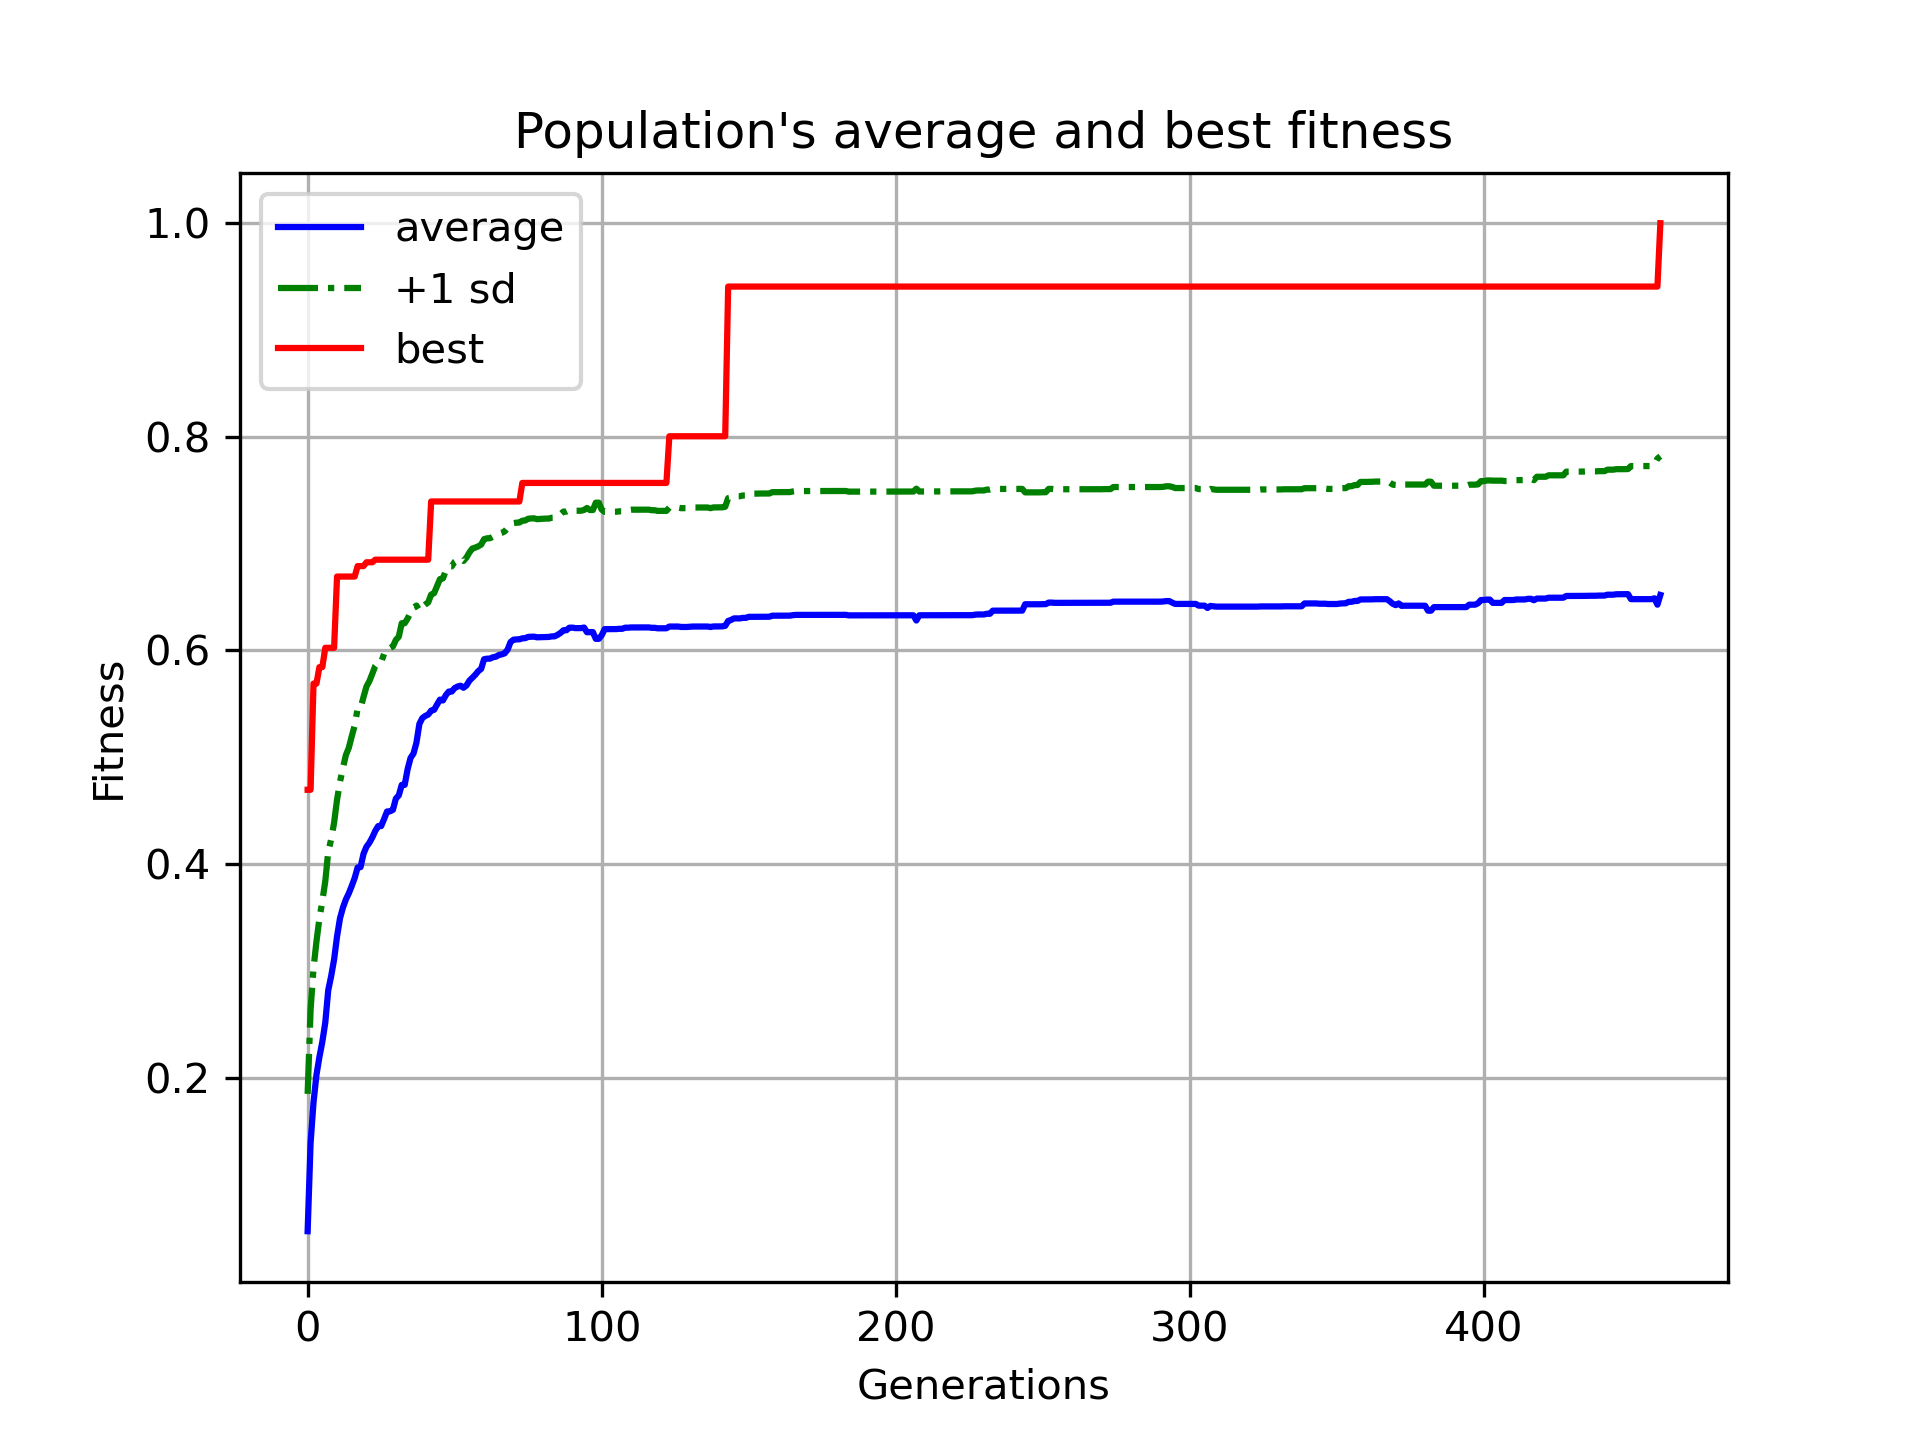 Population's average and best fitness
average
+1 sd
best
1.0
0.8
0.6
0.4
0.2
Fitness
0 100 200 300 400
Generations